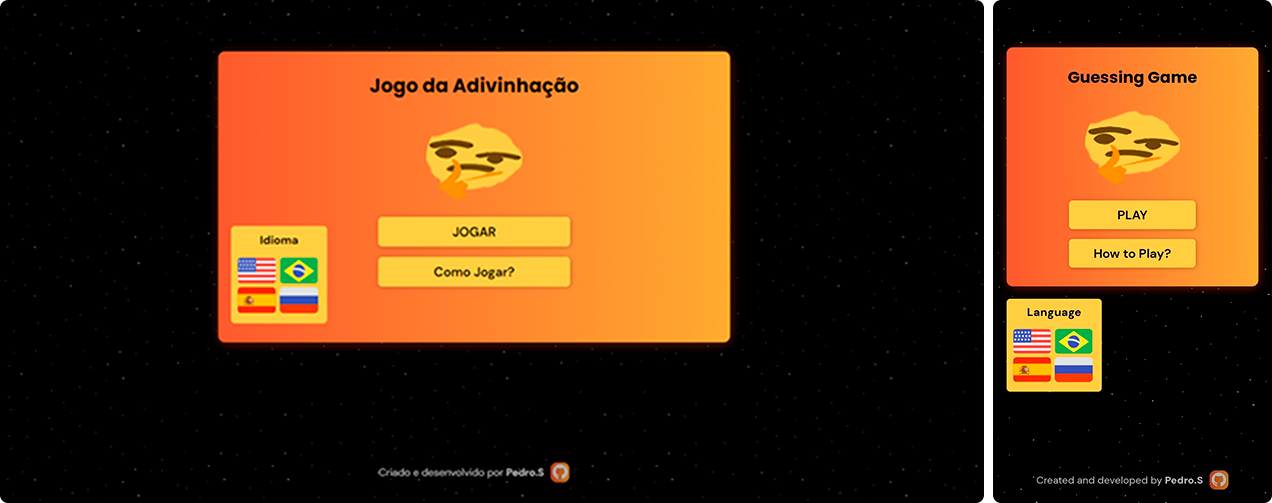 Jogo da Adivinhação
JOGAR
Idioma
Como Jogar?
Criado e desenvolvido por Pedro.S
Guessing Game
PLAY
How to Play?
Language
Created and developed by Pedro.S